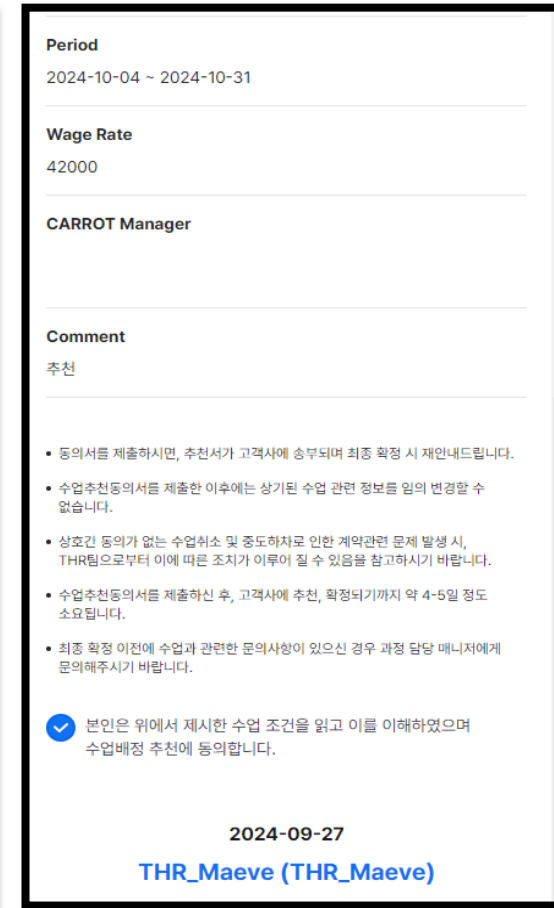 Period
2024-10-04 ~ 2024-10-31
Wage Rate
42000
CARROT Manager
Comment
추천
• 동의서를 제출하시면, 추천서가 고객사에 송부되며 최종 확정 시 재안내드립니다.
• 수업추천동의서를 제출한 이후에는 상기된 수업 관련 정보를 임의 변경할 수
없습니다.
• 상호간 동의가 없는 수업취소 및 중도하차로 인한 계약관련 문제 발생 시,
THR팀으로부터 이에 따른 조치가 이루어 질 수 있음을 참고하시기 바랍니다.
• 수업추천동의서를 제출하신 후, 고객사에 추천, 확정되기까지 약 4-5일 정도
소요됩니다.
• 최종 확정 이전에 수업과 관련한 문의사항이 있으신 경우 과정 담당 매니저에게
문의해주시기 바랍니다.
본인은 위에서 제시한 수업 조건을 읽고 이를 이해하였으며
수업배정 추천에 동의합니다.
2024-09-27
THR_Maeve (THR_Maeve)